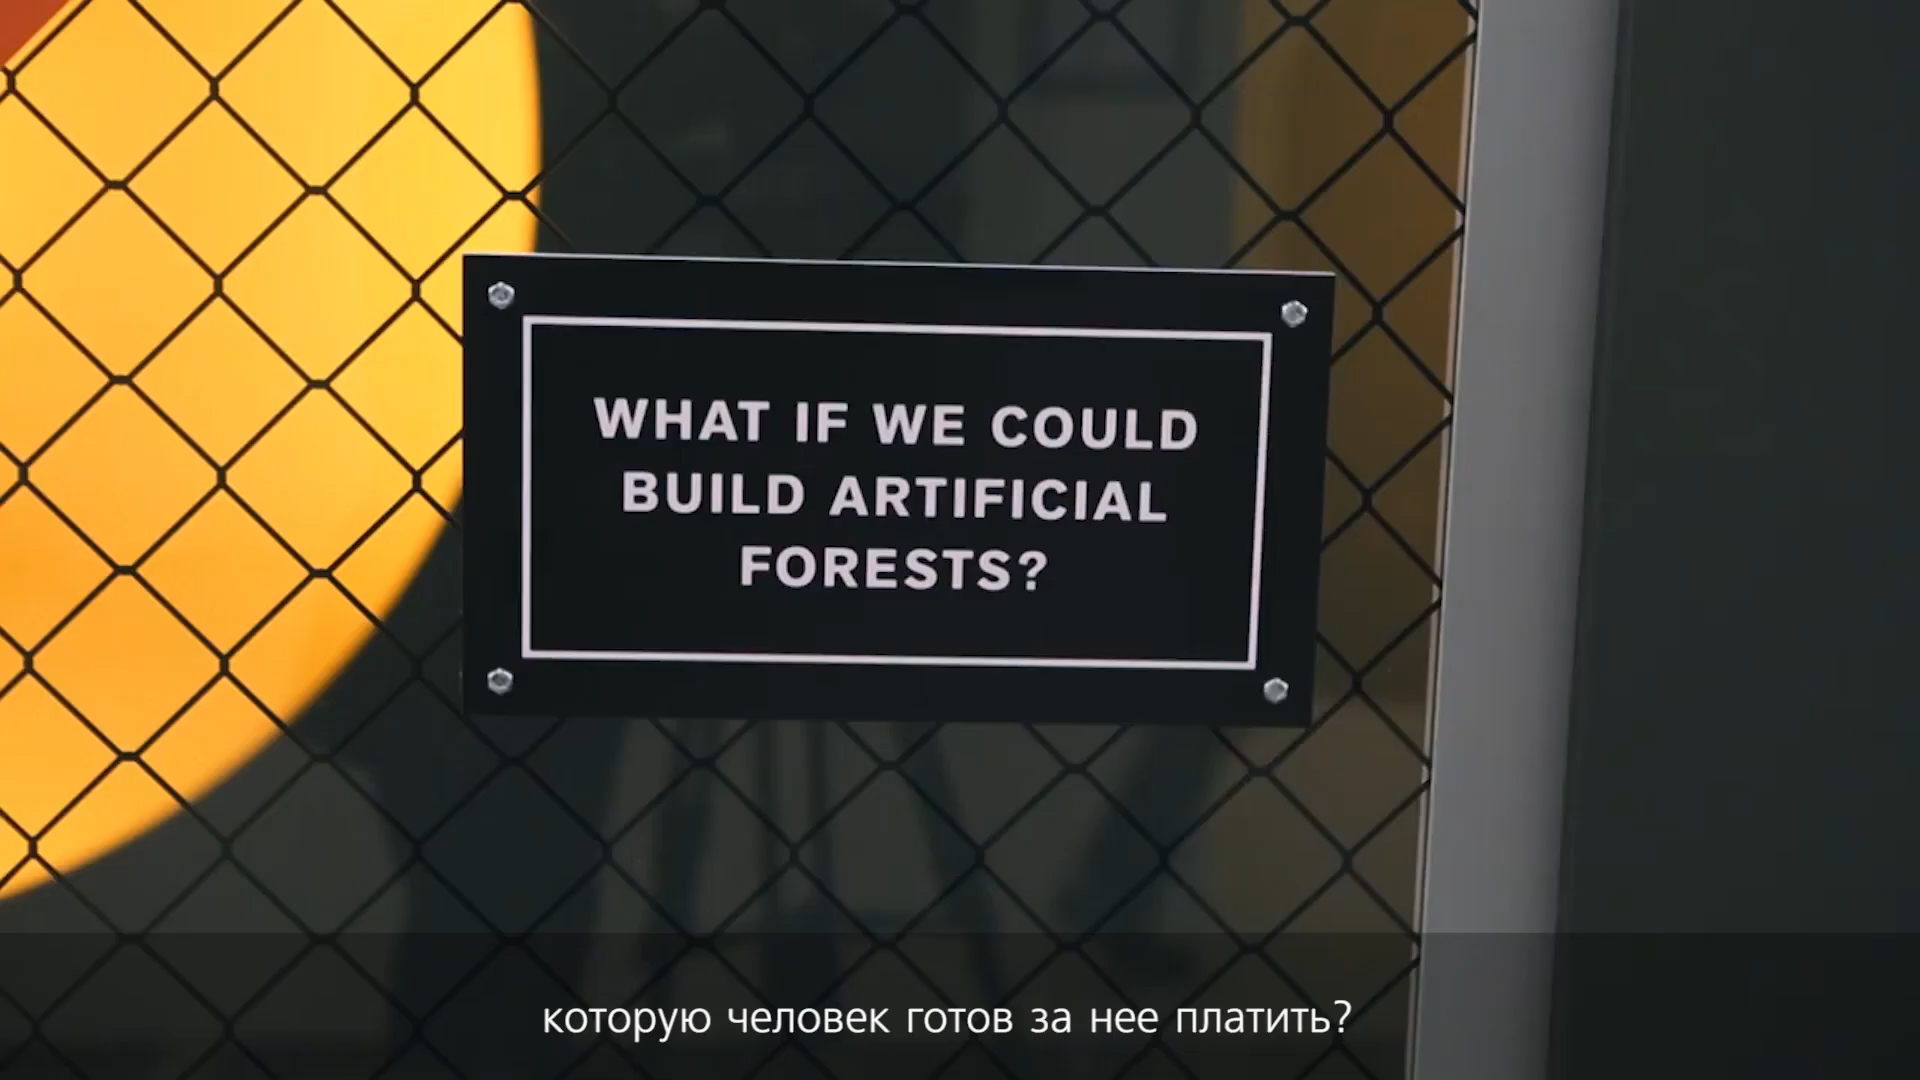 WHAT IF WE COULD
BUILD ARTIFICIAL
FORESTS?
которую человек готов за нее платить?